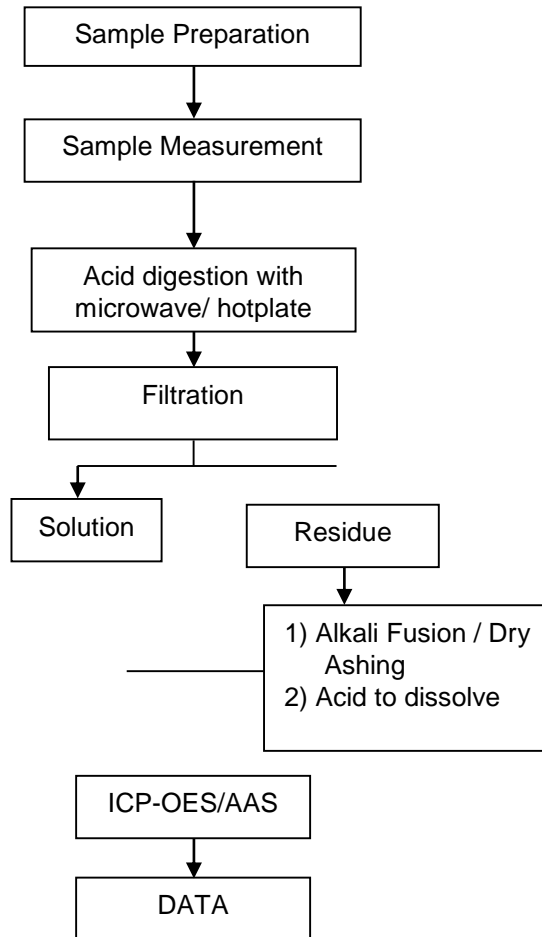 Sample Preparation
Sample Measurement
Acid digestion with
microwave/ hotplate
Filtration
Solution
Residue
1) Alkali Fusion / Dry
Ashing
2) Acid to dissolve
ICP-OES/AAS
DATA